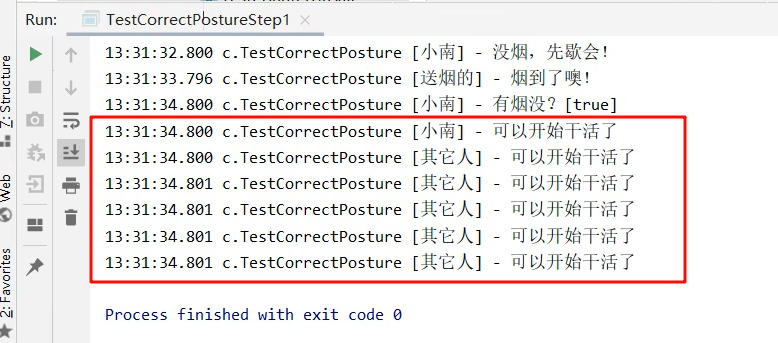 Run: TestCorrectPostureStep1
13:31:32.800 c.TestCorrectPosture [小南] - 没烟，先歇会！
13:31:33.796 c.TestCorrectPosture [送烟的] - 烟到了噢！
13:31:34.800 c.TestCorrectPosture [小南] - 有烟没？[true]
13:31:34.800 c.TestCorrectPosture [小南] - 可以开始干活了
13:31:34.800 c.TestCorrectPosture [其它人] - 可以开始干活了
13:31:34.801 c.TestCorrectPosture [其它人] - 可以开始干活了
13:31:34.801 c.TestCorrectPosture [其它人] - 可以开始干活了
13:31:34.801 c.TestCorrectPosture [其它人] - 可以开始干活了
13:31:34.801 c.TestCorrectPosture [其它人] - 可以开始干活了
Process finished with exit code 0
Z: Structure
Web
2: Favorites